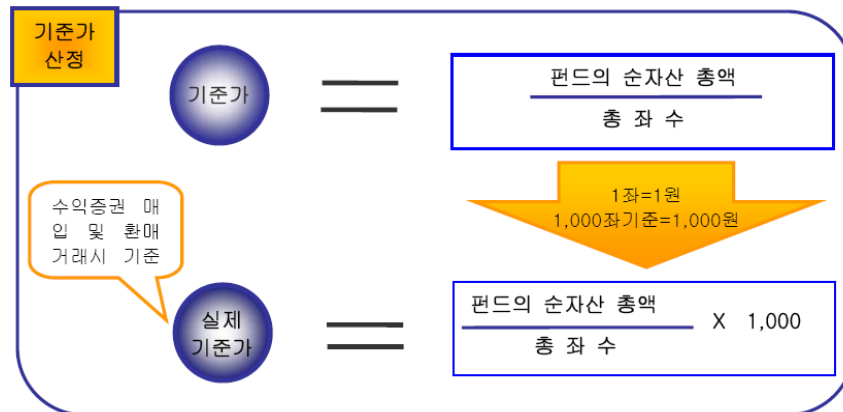 기준가
산정
기준가
=
펀드의 순자산 총액
총 좌 수
1좌=1원
1,000좌기준=1,000원
수익증권 매
입 및 환매
거래시 기준
실제
기준가
=
펀드의 순자산 총액
총 좌 수
X 1,000